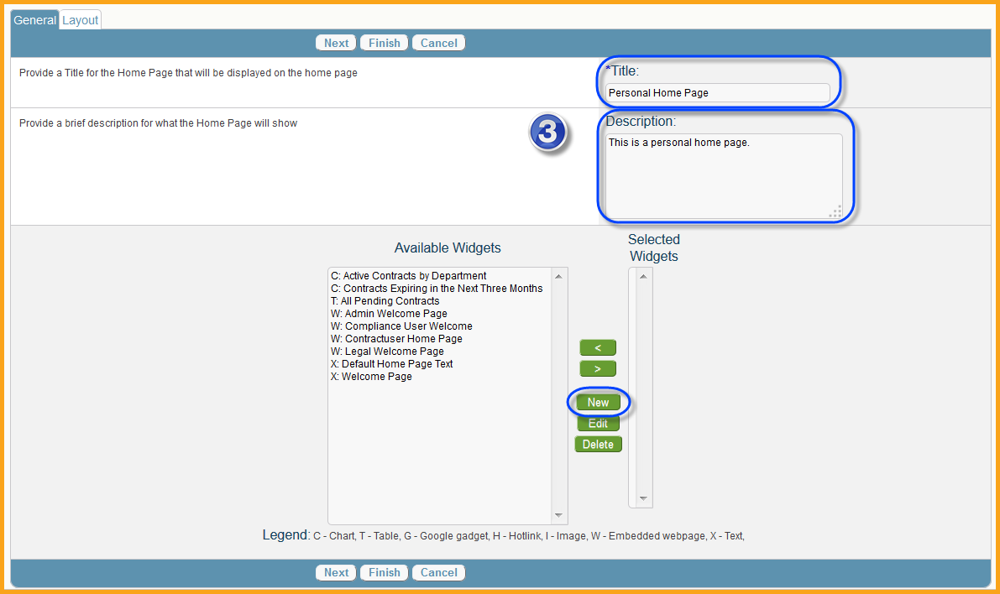 General Layout
Next Finish Cancel
Provide a Title for the Home Page that will be displayed on the home page
*Title:
Personal Home Page
Provide a brief description for what the Home Page will show
3
Description:
This is a personal home page.
Available Widgets
Selected
Widgets
C: Active Contracts by Department
C: Contracts Expiring in the Next Three Months
T: All Pending Contracts
W: Admin Welcome Page
W: Compliance User Welcome
W: Contractuser Home Page
W: Legal Welcome Page
X: Default Home Page Text
X: Welcome Page
<
>
New
Edit
Delete
Legend: C - Chart, T - Table, G - Google gadget, H - Hotlink, I - Image, W - Embedded webpage, X - Text,
Next Finish Cancel